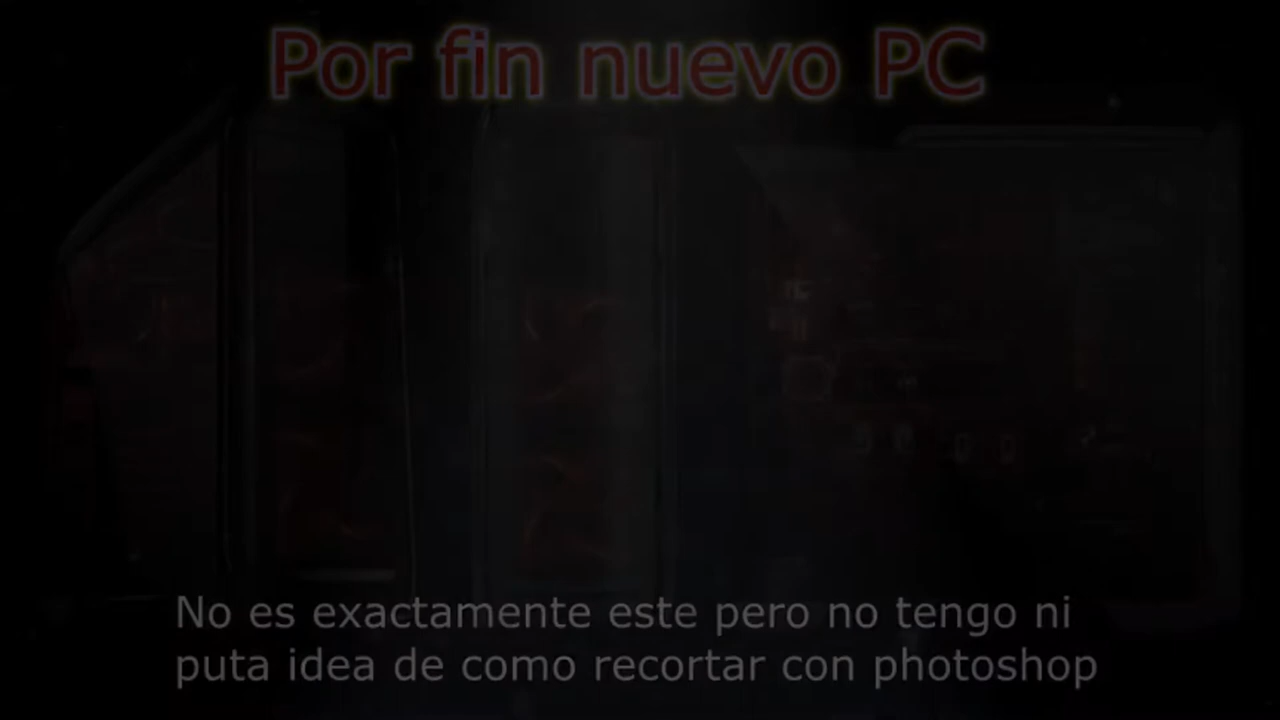 Por fin nuevo PC
No es exactamente este pero no tengo ni
puta idea de como recortar con photoshop